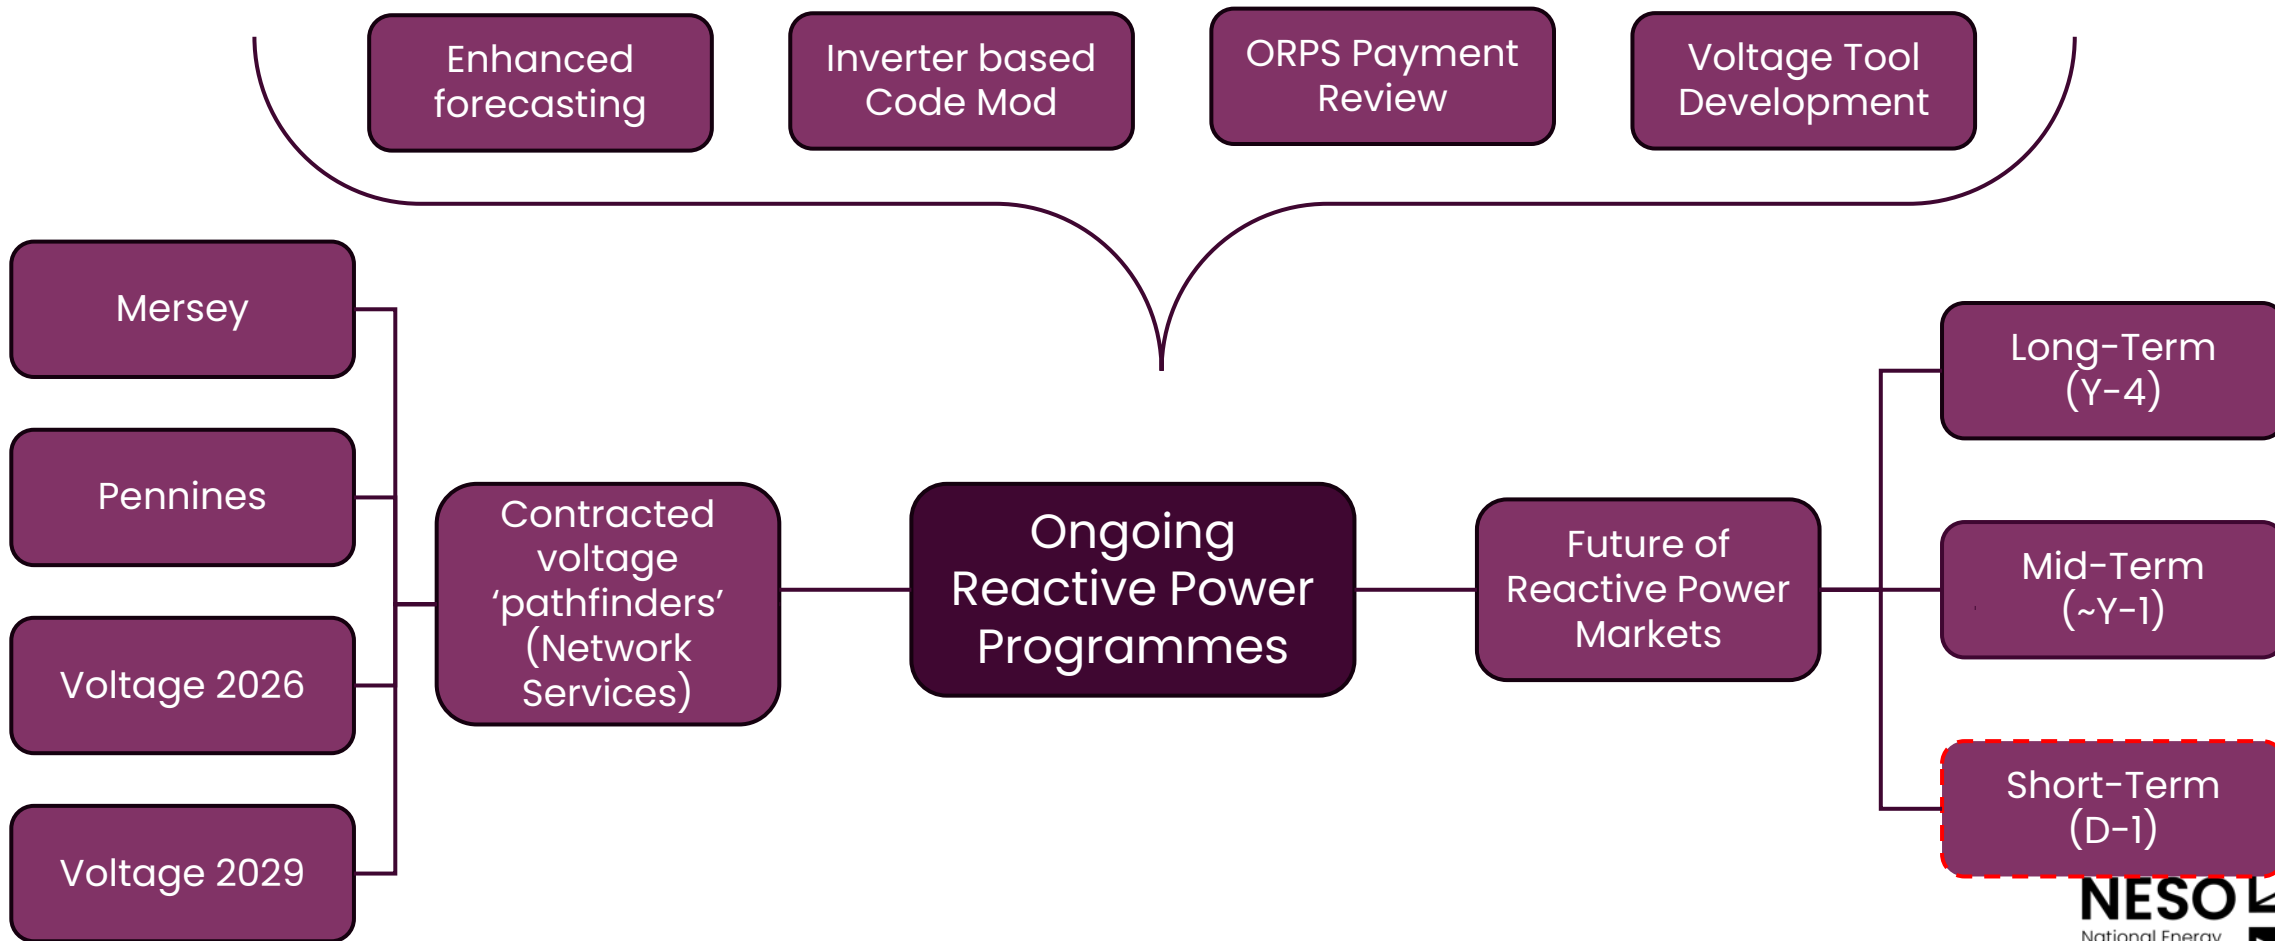 Enhanced
forecasting
Inverter based
Code Mod
ORPS Payment
Review
Voltage Tool
Development
Mersey
Pennines
Voltage 2026
Voltage 2029
Contracted
voltage
‘pathfinders’
(Network
Services)
Ongoing
Reactive Power
Programmes
Future of
Reactive Power
Markets
Long-Term
(Y-4)
Mid-Term
(~Y-1)
Short-Term
(D-1)
NESO
National Energy